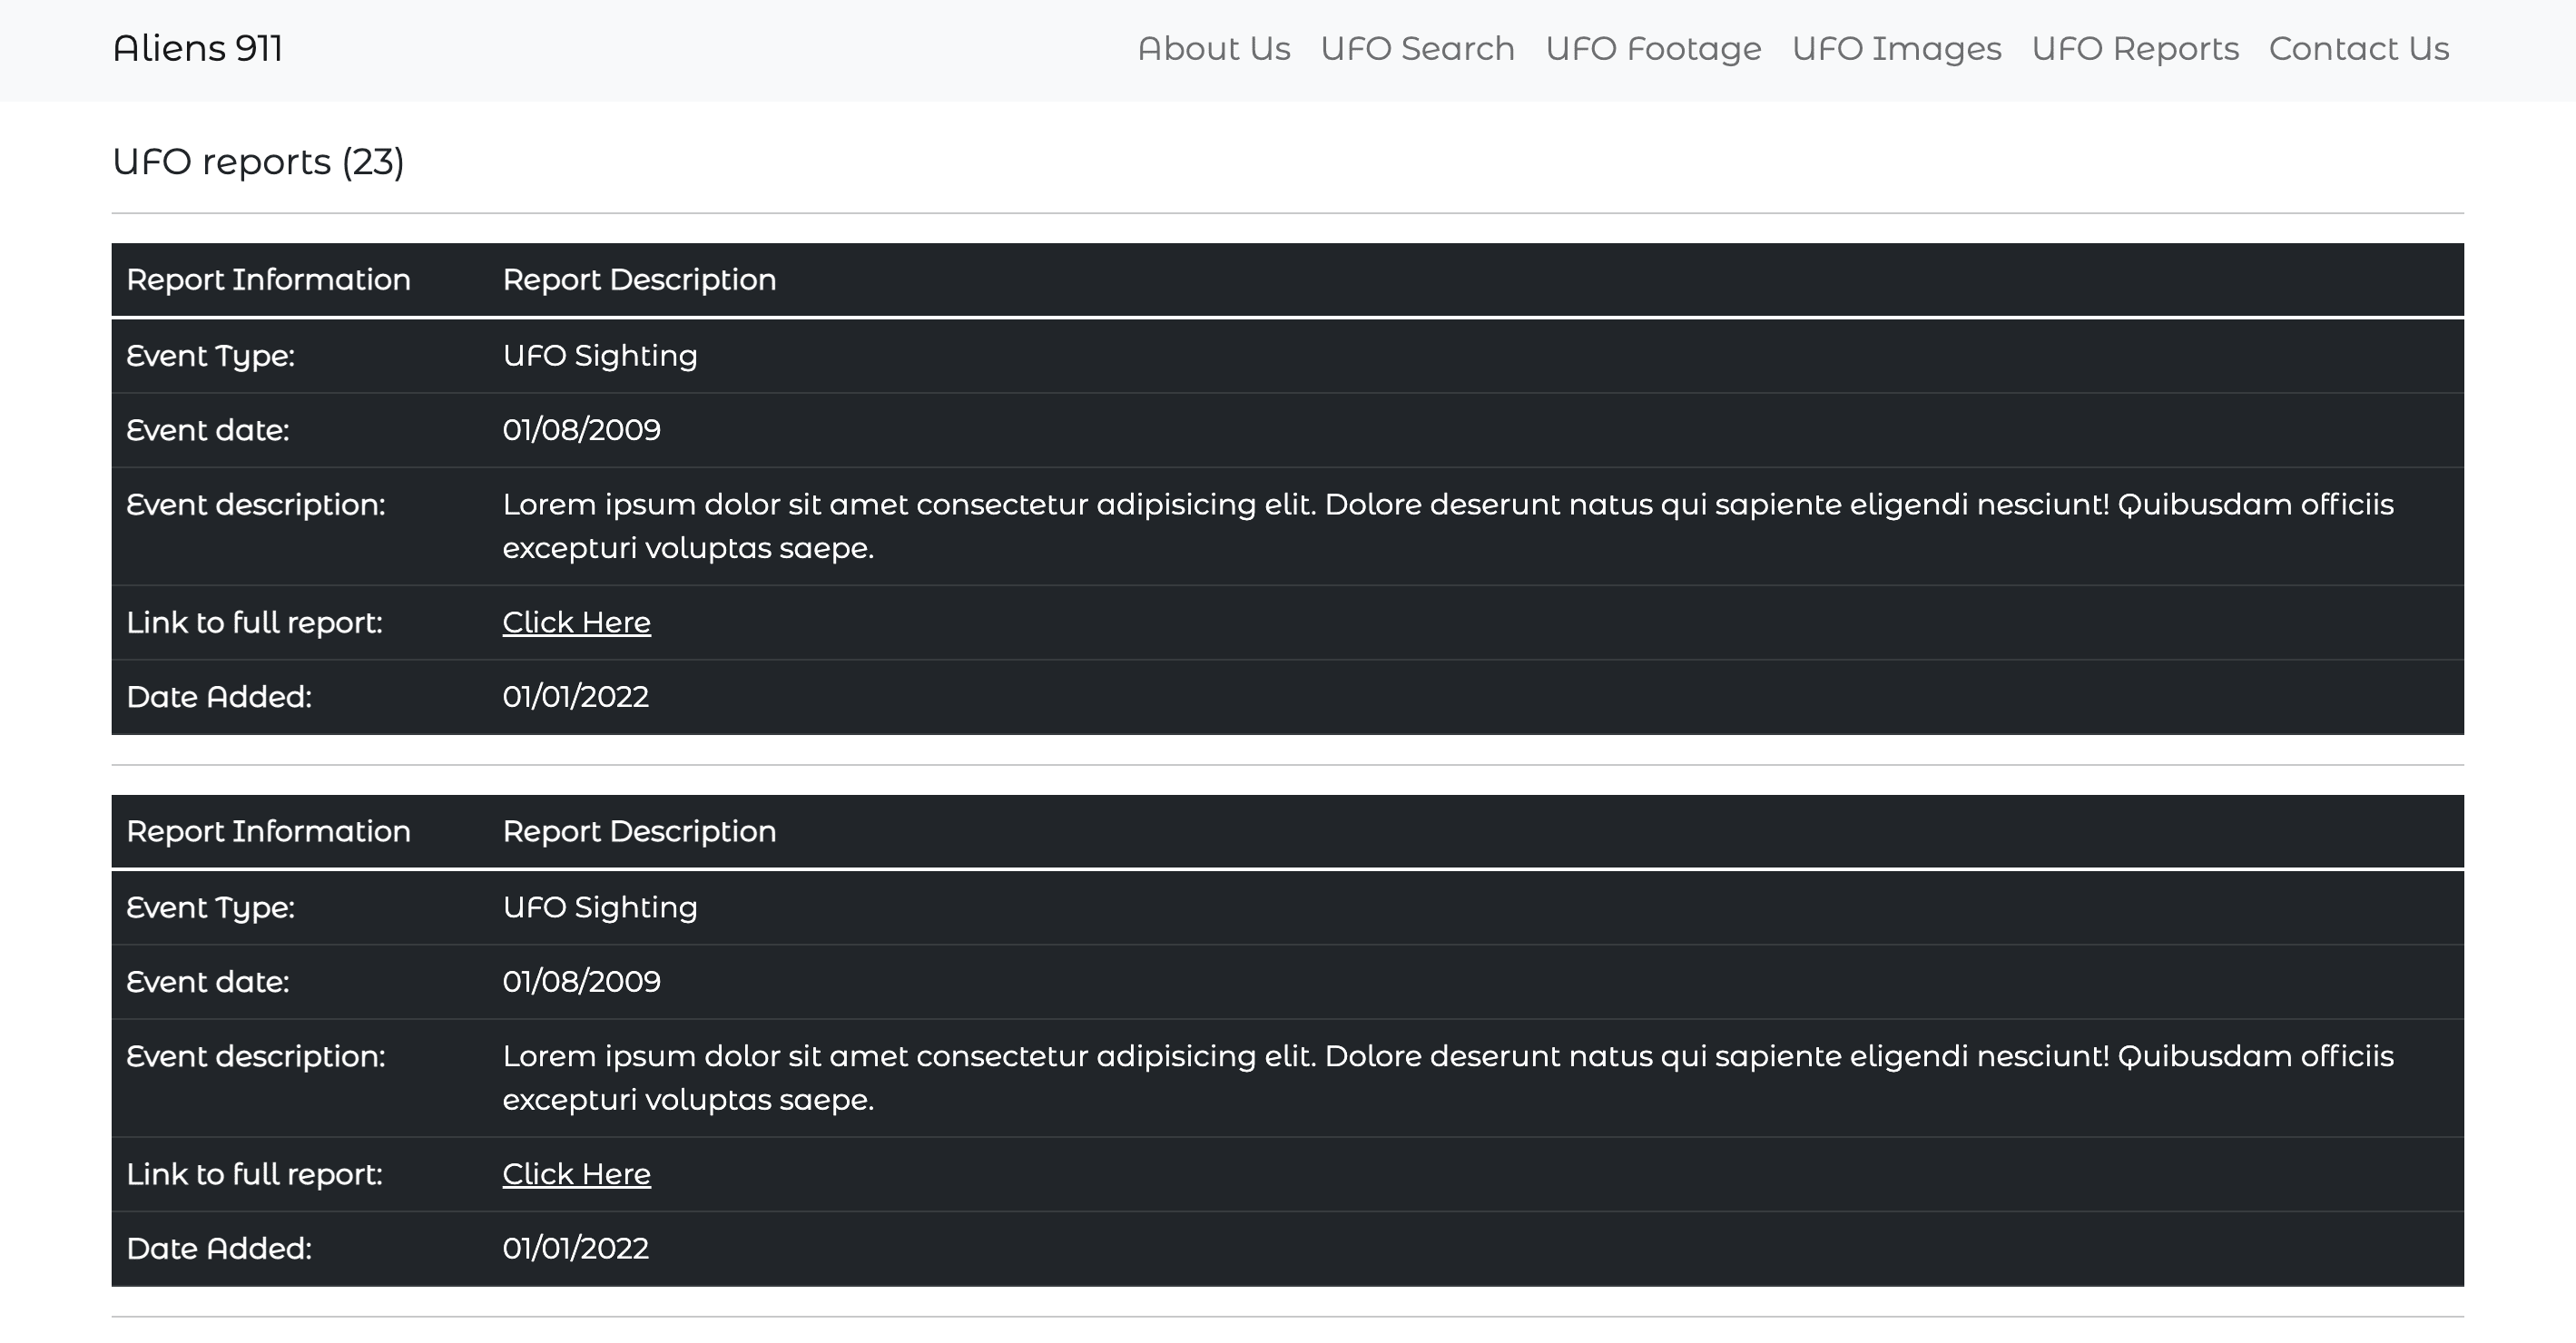 Aliens 911 About Us UFO Search UFO Footage UFO Images UFO Reports Contact Us
UFO reports (23)
Report Information Report Description
Event Type: UFO Sighting
Event date: 01/08/2009
Event description: Lorem ipsum dolor sit amet consectetur adipisicing elit. Dolore deserunt natus qui sapiente eligendi nesciunt! Quibusdam officiis
excepturi voluptas saepe.
Link to full report: Click Here
Date Added: 01/01/2022
Report Information Report Description
Event Type: UFO Sighting
Event date: 01/08/2009
Event description: Lorem ipsum dolor sit amet consectetur adipisicing elit. Dolore deserunt natus qui sapiente eligendi nesciunt! Quibusdam officiis
excepturi voluptas saepe.
Link to full report: Click Here
Date Added: 01/01/2022